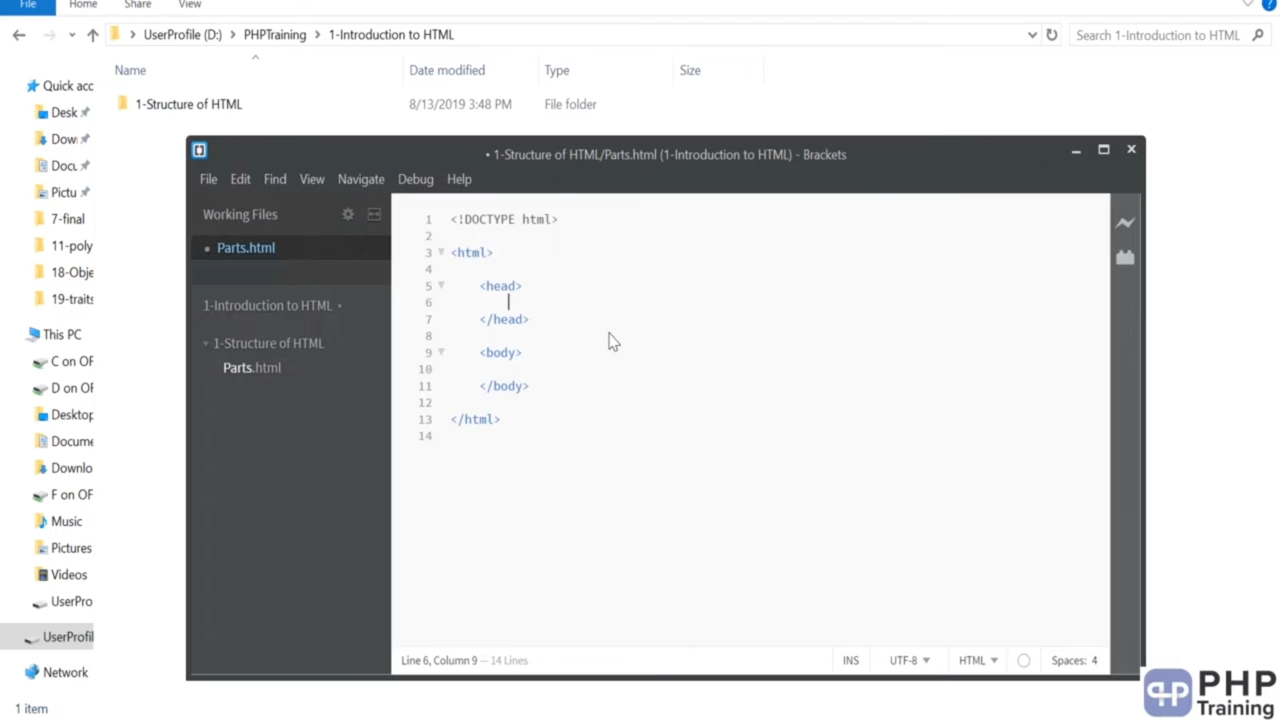 File Home Share View
UserProfile (D:) PHPTraining 1-Introduction to HTML Search 1-Introduction to HTML
Name Date modified Type Size
1-Structure of HTML 8/13/2019 3:48 PM File folder
Quick acc
Desk
Dow
Docu
Pictu
7-final
11-poly
18-Obje
19-traits
This PC
C on OF
D on OF
Desktop
Docume
Downlo
F on OF
Music
Pictures
Videos
UserPro
UserProfil
Network
1 item
• 1-Structure of HTML/Parts.html (1-Introduction to HTML) - Brackets
File Edit Find View Navigate Debug Help
Working Files
• Parts.html
1-Introduction to HTML
1-Structure of HTML
Parts.html
1 <!DOCTYPE html>
2
3 <html>
4
5 <head>
6
7 </head>
8
9 <body>
10
11 </body>
12
13 </html>
14
Line 6, Column 9 — 14 Lines INS UTF-8 HTML Spaces: 4
php PHP
Training